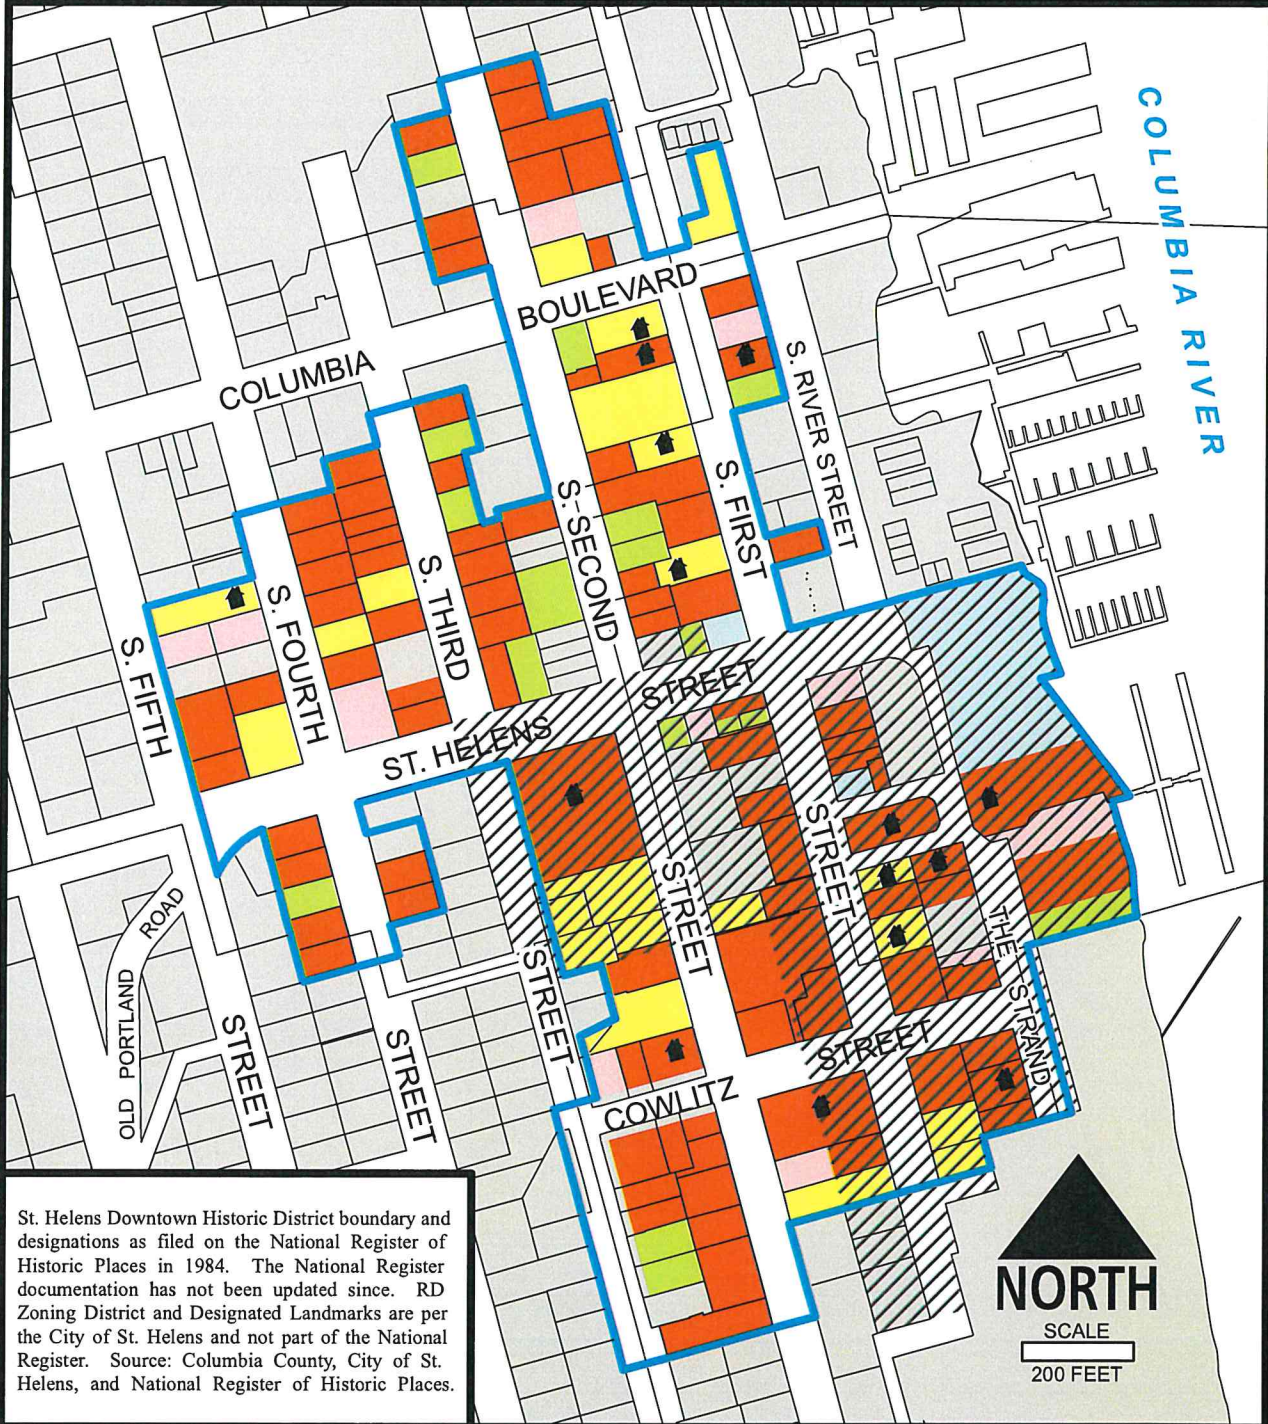 COLUMBIA RIVER
BOULEVARD
COLUMBIA
S. RIVER STREET
S. FIRST
S. SECOND
S. THIRD
S. FOURTH
S. FIFTH
STREET
ST. HELENS
STREET
STREET
THE STRAND
OLD PORTLAND ROAD
STREET
STREET
STREET
STREET
COWLITZ
St. Helens Downtown Historic District boundary and
designations as filed on the National Register of
Historic Places in 1984. The National Register
documentation has not been updated since. RD
Zoning District and Designated Landmarks are per
the City of St. Helens and not part of the National
Register. Source: Columbia County, City of St.
Helens, and National Register of Historic Places.
NORTH
SCALE
200 FEET